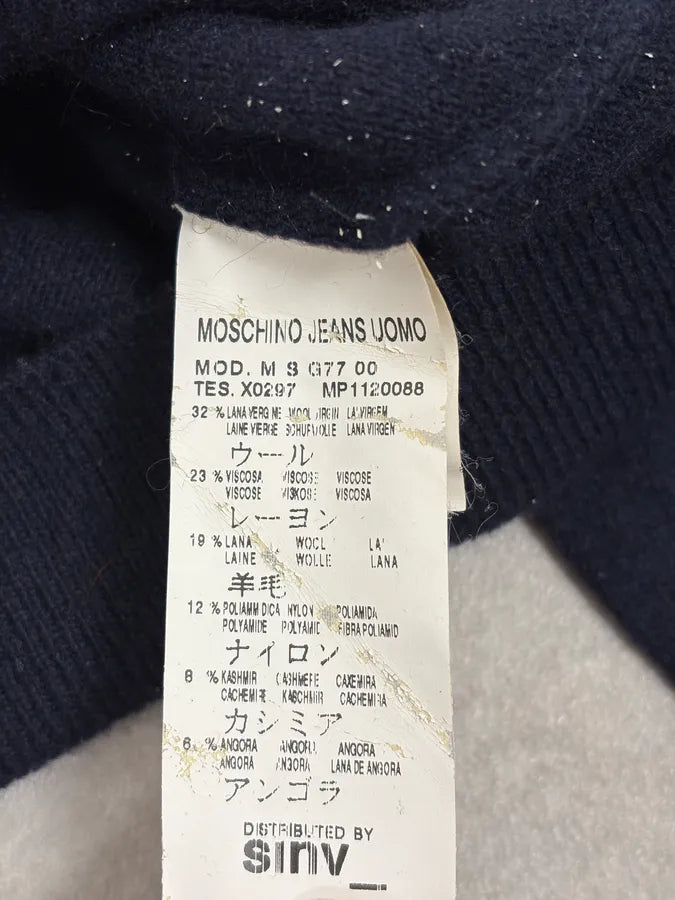 MOSCHINO JEANS UOMO
MOD. M S G77 00
TES. X0297 MP1120088
32 % LANA VERGINE WOOL VIRGIN LA'VIRGEM
LAINE VIERGE SCHURWOLLE LANA VIRGEN
ウール
23 % VISCOSA VISCOSE VISCOSE
VISCOSE VISKOSE VISCOSA
レーヨン
19 % LANA WOOL LA'
LAINE WOLLE LANA
羊毛
12 % POLIAMMIDICA NYLON POLIAMIDA
POLYAMIDE POLYAMID FIBRA POLIAMID
ナイロン
8 % KASHMIR CASHMERE CAXEMIRA
CACHEMIRE KASCHMIR CACHEMIRA
カシミア
6 % ANGORA ANGORA ANGORA
ANGORA ANGORA LANA DE ANGORA
アンゴラ
DISTRIBUTED BY
sinv_